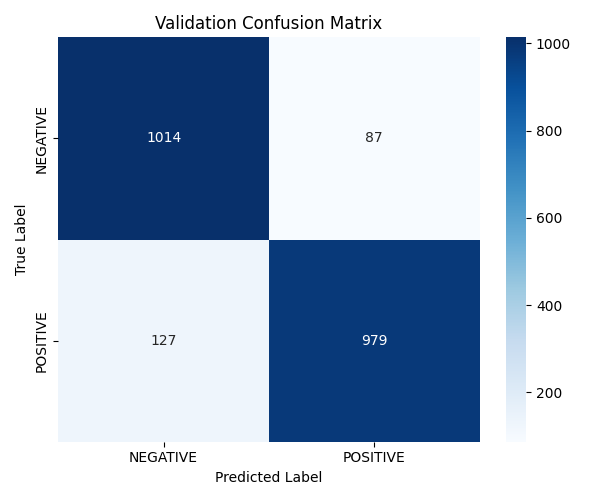 Validation Confusion Matrix
1000
800
600
400
200
True Label
NEGATIVE
POSITIVE
1014
87
127
979
NEGATIVE
POSITIVE
Predicted Label